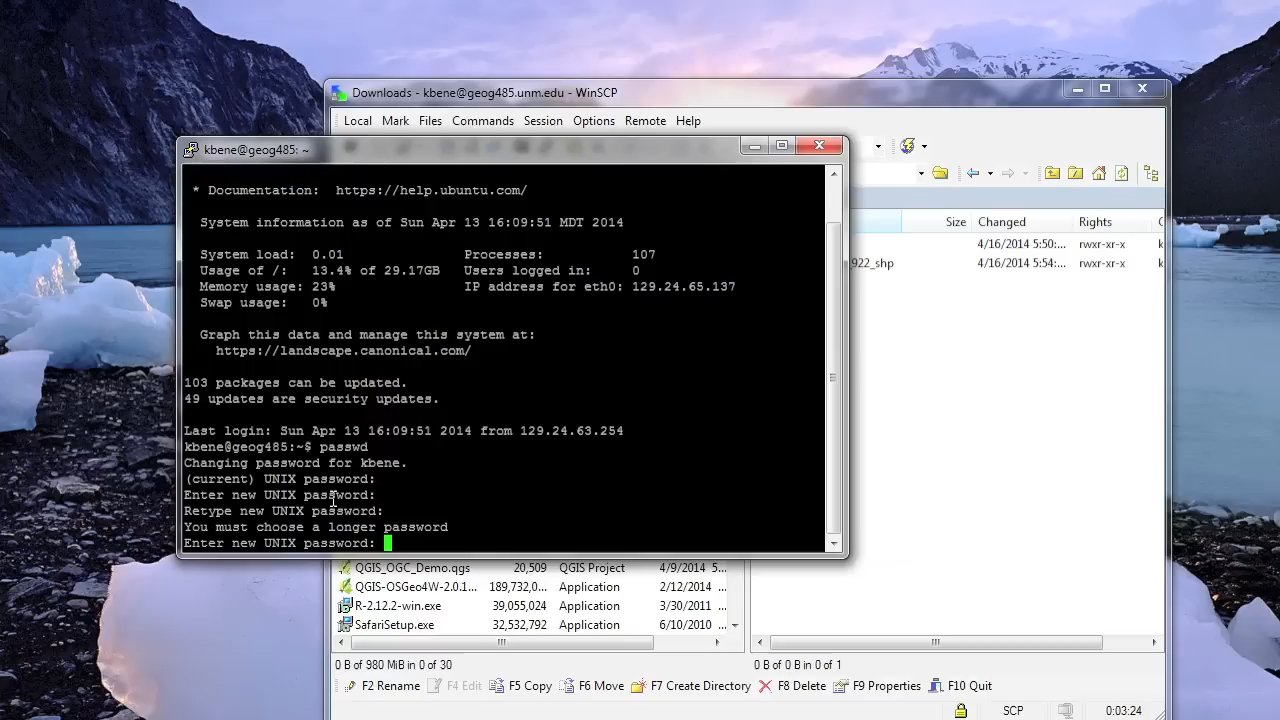 Downloads - kbene@geog485.unm.edu - WinSCP
Local Mark Files Commands Session Options Remote Help
kbene@geog485: ~
* Documentation: https://help.ubuntu.com/
System information as of Sun Apr 13 16:09:51 MDT 2014
System load: 0.01 Processes: 107
Usage of /: 13.4% of 29.17GB Users logged in: 0
Memory usage: 23% IP address for eth0: 129.24.65.137
Swap usage: 0%
Graph this data and manage this system at:
https://landscape.canonical.com/
103 packages can be updated.
49 updates are security updates.
Last login: Sun Apr 13 16:09:51 2014 from 129.24.63.254
kbene@geog485:~$ passwd
Changing password for kbene.
(current) UNIX password:
Enter new UNIX password:
Retype new UNIX password:
You must choose a longer password
Enter new UNIX password:
Size Changed Rights
4/16/2014 5:50:... rwxr-xr-x
_922_shp 4/16/2014 5:54:... rwxr-xr-x
QGIS_OGC_Demo.qgs 20,509 QGIS Project 4/9/2014 5...
QGIS-OSGeo4W-2.0.1... 189,732,0... Application 2/12/2014 ...
R-2.12.2-win.exe 39,655,024 Application 3/30/2011 ...
SafariSetup.exe 32,532,792 Application 6/10/2010 ...
0 B of 980 MiB in 0 of 30
0 B of 0 B in 0 of 1
F2 Rename F4 Edit F5 Copy F6 Move F7 Create Directory F8 Delete F9 Properties F10 Quit
SCP 0:03:24